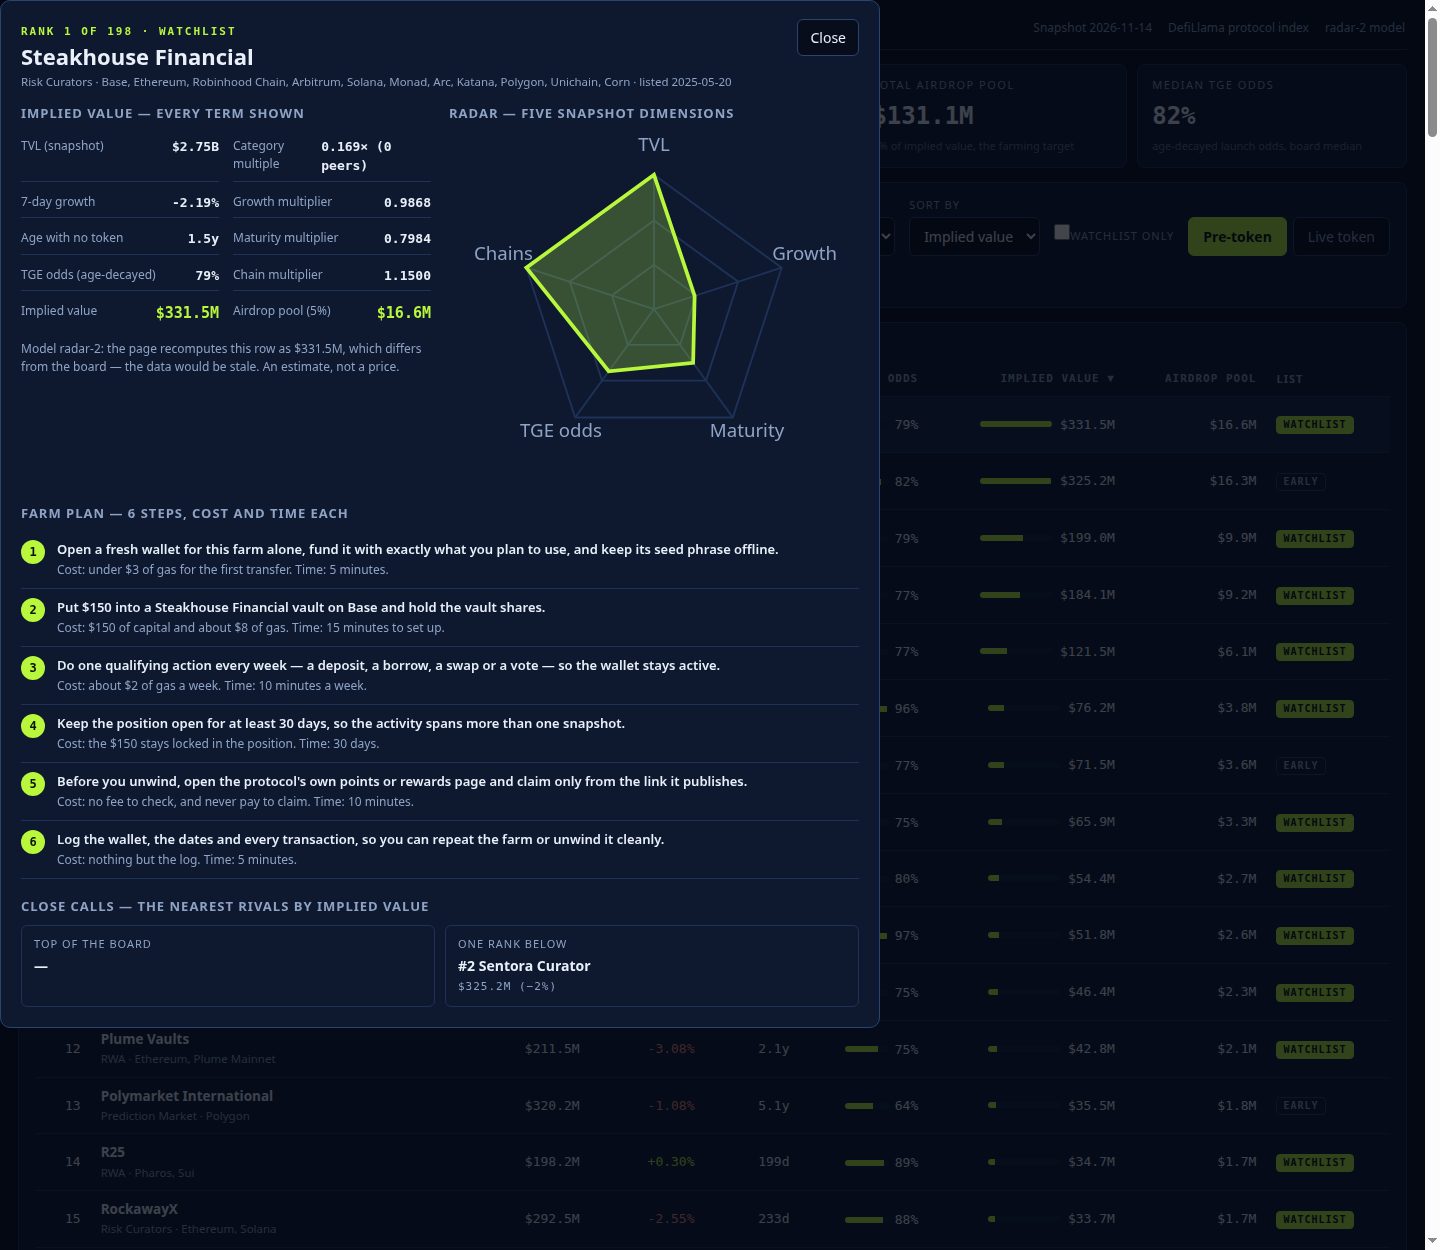 RANK 1 OF 198 · WATCHLIST
Steakhouse Financial
Risk Curators · Base, Ethereum, Robinhood Chain, Arbitrum, Solana, Monad, Arc, Katana, Polygon, Unichain, Corn · listed 2025-05-20
Close
IMPLIED VALUE — EVERY TERM SHOWN
TVL (snapshot) $2.75B Category multiple 0.169× (0 peers)
7-day growth -2.19% Growth multiplier 0.9868
Age with no token 1.5y Maturity multiplier 0.7984
TGE odds (age-decayed) 79% Chain multiplier 1.1500
Implied value $331.5M Airdrop pool (5%) $16.6M
Model radar-2: the page recomputes this row as $331.5M, which differs
from the board — the data would be stale. An estimate, not a price.
RADAR — FIVE SNAPSHOT DIMENSIONS
TVL
Chains
Growth
TGE odds
Maturity
FARM PLAN — 6 STEPS, COST AND TIME EACH
1 Open a fresh wallet for this farm alone, fund it with exactly what you plan to use, and keep its seed phrase offline.
Cost: under $3 of gas for the first transfer. Time: 5 minutes.
2 Put $150 into a Steakhouse Financial vault on Base and hold the vault shares.
Cost: $150 of capital and about $8 of gas. Time: 15 minutes to set up.
3 Do one qualifying action every week — a deposit, a borrow, a swap or a vote — so the wallet stays active.
Cost: about $2 of gas a week. Time: 10 minutes a week.
4 Keep the position open for at least 30 days, so the activity spans more than one snapshot.
Cost: the $150 stays locked in the position. Time: 30 days.
5 Before you unwind, open the protocol's own points or rewards page and claim only from the link it publishes.
Cost: no fee to check, and never pay to claim. Time: 10 minutes.
6 Log the wallet, the dates and every transaction, so you can repeat the farm or unwind it cleanly.
Cost: nothing but the log. Time: 5 minutes.
CLOSE CALLS — THE NEAREST RIVALS BY IMPLIED VALUE
TOP OF THE BOARD
—
ONE RANK BELOW
#2 Sentora Curator
$325.2M (−2%)
Snapshot 2026-11-14 DefiLlama protocol index radar-2 model
OTAL AIRDROP POOL
$131.1M
% of implied value, the farming target
MEDIAN TGE ODDS
82%
age-decayed launch odds, board median
SORT BY
Implied value
WATCHLIST ONLY
Pre-token
Live token
ODDS IMPLIED VALUE ▼ AIRDROP POOL LIST
79% $331.5M $16.6M WATCHLIST
82% $325.2M $16.3M EARLY
79% $199.0M $9.9M WATCHLIST
77% $184.1M $9.2M WATCHLIST
77% $121.5M $6.1M WATCHLIST
96% $76.2M $3.8M WATCHLIST
77% $71.5M $3.6M EARLY
75% $65.9M $3.3M WATCHLIST
80% $54.4M $2.7M WATCHLIST
97% $51.8M $2.6M WATCHLIST
75% $46.4M $2.3M WATCHLIST
12 Plume Vaults $211.5M -3.08% 2.1y 75% $42.8M $2.1M WATCHLIST
RWA · Ethereum, Plume Mainnet
13 Polymarket International $320.2M -1.08% 5.1y 64% $35.5M $1.8M EARLY
Prediction Market · Polygon
14 R25 $198.2M +0.30% 199d 89% $34.7M $1.7M WATCHLIST
RWA · Pharos, Sui
15 RockawayX $292.5M -2.55% 233d 88% $33.7M $1.7M WATCHLIST
Risk Curators · Ethereum, Solana